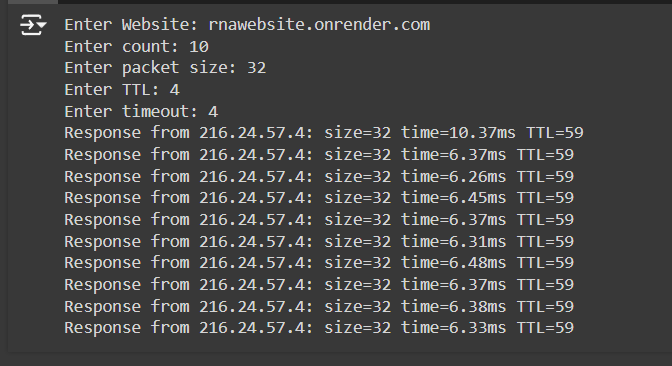 Enter Website: rnawebsite.onrender.com
Enter count: 10
Enter packet size: 32
Enter TTL: 4
Enter timeout: 4
Response from 216.24.57.4: size=32 time=10.37ms TTL=59
Response from 216.24.57.4: size=32 time=6.37ms TTL=59
Response from 216.24.57.4: size=32 time=6.26ms TTL=59
Response from 216.24.57.4: size=32 time=6.45ms TTL=59
Response from 216.24.57.4: size=32 time=6.37ms TTL=59
Response from 216.24.57.4: size=32 time=6.31ms TTL=59
Response from 216.24.57.4: size=32 time=6.48ms TTL=59
Response from 216.24.57.4: size=32 time=6.37ms TTL=59
Response from 216.24.57.4: size=32 time=6.38ms TTL=59
Response from 216.24.57.4: size=32 time=6.33ms TTL=59